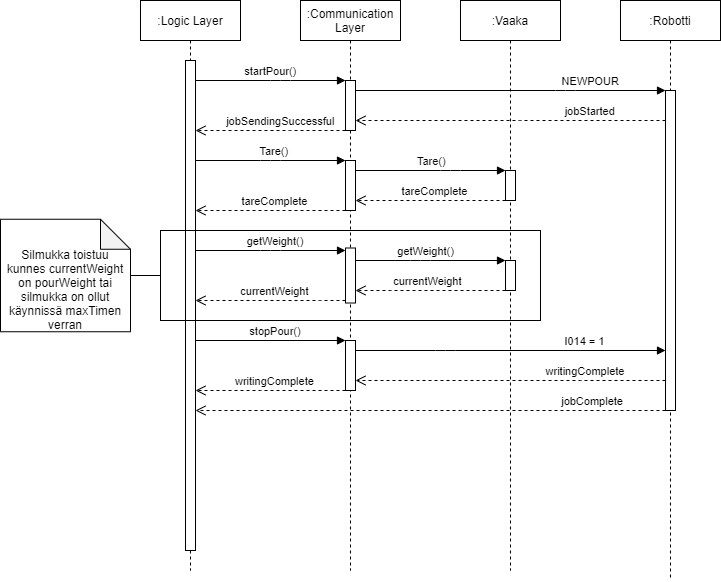 :Logic Layer
:Communication
Layer
:Vaaka
:Robotti
startPour()
NEWPOUR
jobStarted
jobSendingSuccessful
Tare()
Tare()
tareComplete
tareComplete
Silmukka toistuu
kunnes currentWeight
on pourWeight tai
silmukka on ollut
käynnissä maxTimen
verran
getWeight()
getWeight()
currentWeight
currentWeight
stopPour()
I014 = 1
writingComplete
writingComplete
jobComplete